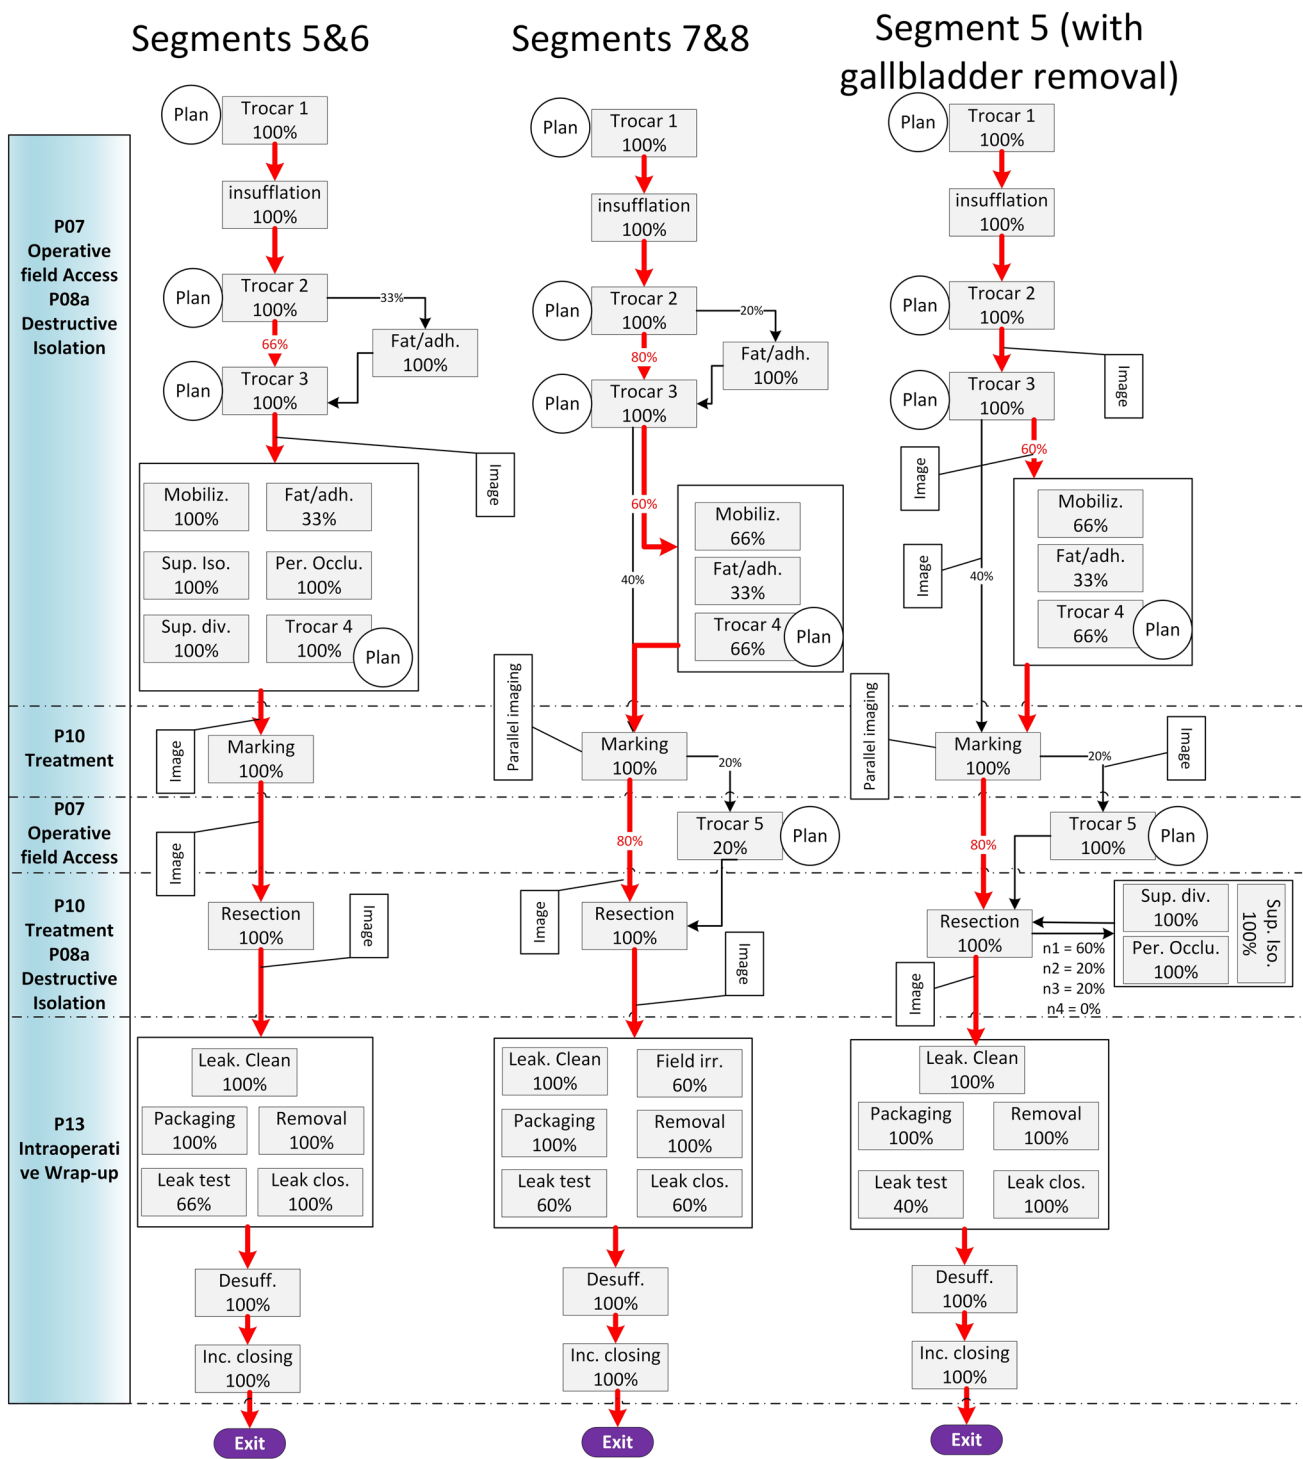 Segments 5&6
Segments 7&8
Segment 5 (with
gallbladder removal)
P07
Operative
field Access
P08a
Destructive
Isolation
P10
Treatment
P07
Operative
field Access
P10
Treatment
P08a
Destructive
Isolation
P13
Intraoperati
ve Wrap-up
Plan
Trocar 1
100%
insufflation
100%
Plan
Trocar 2
100%
33%
Fat/adh.
100%
66%
Plan
Trocar 3
100%
Image
Mobiliz.
100%
Fat/adh.
33%
Sup. Iso.
100%
Per. Occlu.
100%
Sup. div.
100%
Trocar 4
100%
Plan
Image
Marking
100%
Image
Resection
100%
Image
Leak. Clean
100%
Packaging
100%
Removal
100%
Leak test
66%
Leak clos.
100%
Desuff.
100%
Inc. closing
100%
Exit
Plan
Trocar 1
100%
insufflation
100%
Plan
Trocar 2
100%
20%
Fat/adh.
100%
80%
Plan
Trocar 3
100%
60%
40%
Mobiliz.
66%
Fat/adh.
33%
Trocar 4
66%
Plan
Parallel imaging
Marking
100%
20%
Trocar 5
20%
Plan
80%
Image
Resection
100%
Image
Leak. Clean
100%
Field irr.
60%
Packaging
100%
Removal
100%
Leak test
60%
Leak clos.
60%
Desuff.
100%
Inc. closing
100%
Exit
Plan
Trocar 1
100%
insufflation
100%
Plan
Trocar 2
100%
Image
Plan
Trocar 3
100%
60%
Image
Image
40%
Mobiliz.
66%
Fat/adh.
33%
Trocar 4
66%
Plan
Parallel imaging
Marking
100%
20%
Image
Trocar 5
100%
Plan
80%
Resection
100%
Sup. div.
100%
Per. Occlu.
100%
Sup. Iso.
100%
n1 = 60%
n2 = 20%
n3 = 20%
n4 = 0%
Image
Leak. Clean
100%
Packaging
100%
Removal
100%
Leak test
40%
Leak clos.
100%
Desuff.
100%
Inc. closing
100%
Exit